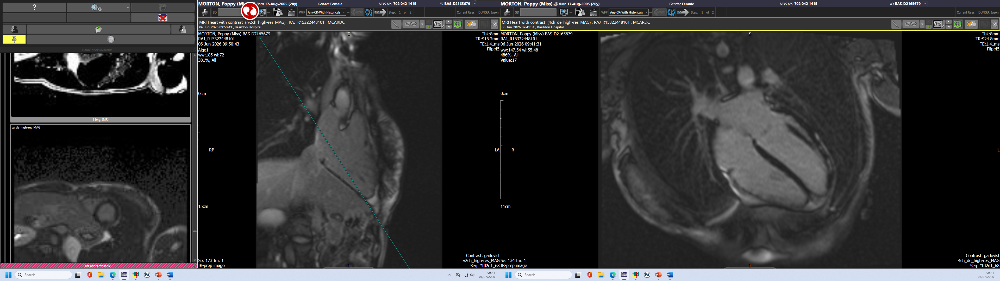 ?
Future priors available
1 img, (MR)
sa_de_high-res_MAG
Past priors available
MORTON, Poppy (Mi Born 17-Aug-2005 (20y) Gender Female NHS No. 702 042 1415 ID BAS-D2165679
SD WFP Any-CR-With Historicals NEXT Step: 1 of 2 Current User: DUNGU, Jason
MRI Heart with contrast (rv2ch_high-res_MAG) , RAJ_R15322448101 , MCARDC
06-Jun-2026 09:50:43 , Basildon Hospital
MORTON, Poppy (Miss) BAS-D2165679
RAJ_R15322448101
06-Jun-2026 09:50:43
Algo1
ww:185 wl:72
381%, All
S
Thk:8mm
TR:915.2mm
TE:1.41ms
Flip:45
0cm
RP
LA
15cm
Se: 173 Im: 1
IR-prep image
I
Contrast: gadovist
rv2ch_high-res_MAG
Seq: *tfi2d1_68
MORTON, Poppy (Miss) Born 17-Aug-2005 (20y) Gender Female NHS No. 702 042 1415 ID BAS-D2165679
SD WFP Any-CR-With Historicals NEXT Step: 1 of 2 Current User: DUNGU, Jason
MRI Heart with contrast (4ch_de_high-res_MAG) , RAJ_R15322448101 , MCARDC
06-Jun-2026 09:41:31 , Basildon Hospital
MORTON, Poppy (Miss) BAS-D2165679
RAJ_R15322448101
06-Jun-2026 09:41:31
ww:147.54 wl:55.48
486%, All
Value:17
S
Thk:8mm
TR:924.8mm
TE:1.41ms
Flip:45
0cm
R
L
11cm
Se: 134 Im: 1
IR-prep image
I
Contrast: gadovist
4ch_de_high-res_MAG
Seq: *tfi2d1_68
Search
09:44
07/07/2026
Search
09:44
07/07/2026